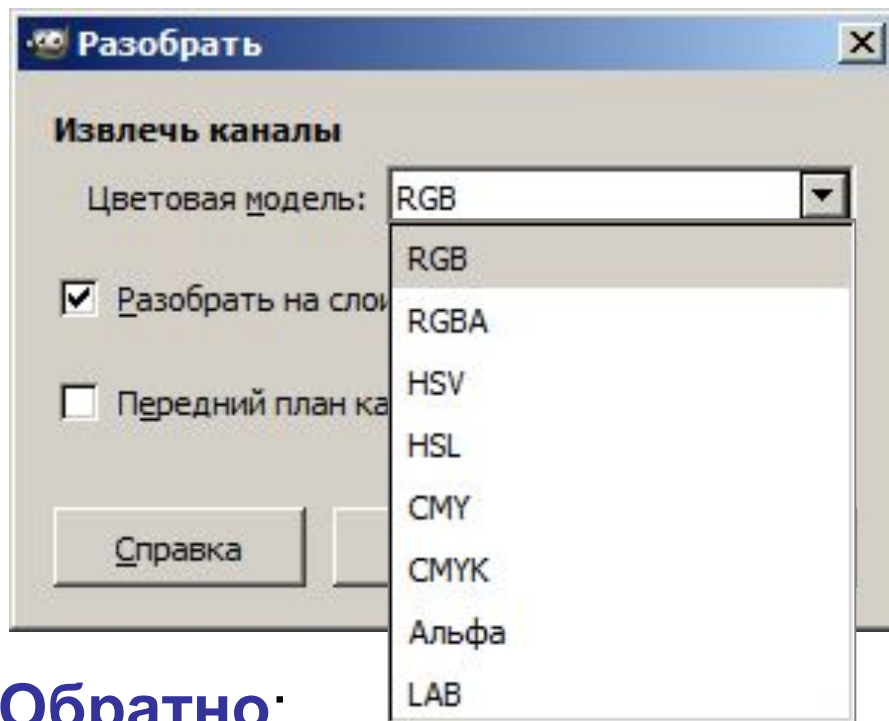 Разобрать
Извлечь каналы
Цветовая модель: RGB
RGB
Разобрать на слои
RGBA
HSV
Передний план ка
HSL
CMY
Справка
CMYK
Альфа
LAB
Обратно: